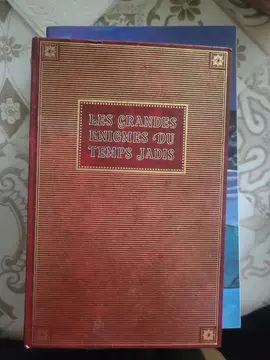 LES GRANDES
ENIGMES DU
TEMPS JADIS